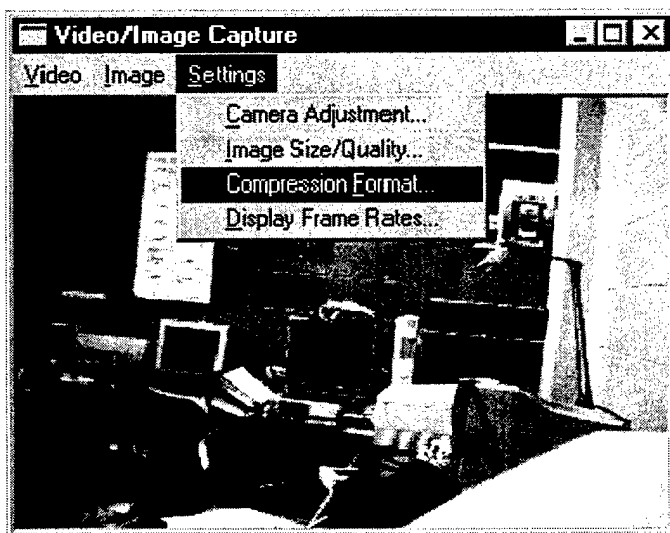 Video/Image Capture
Video Image Settings
Camera Adjustment...
Image Size/Quality...
Compression Format...
Display Frame Rates...